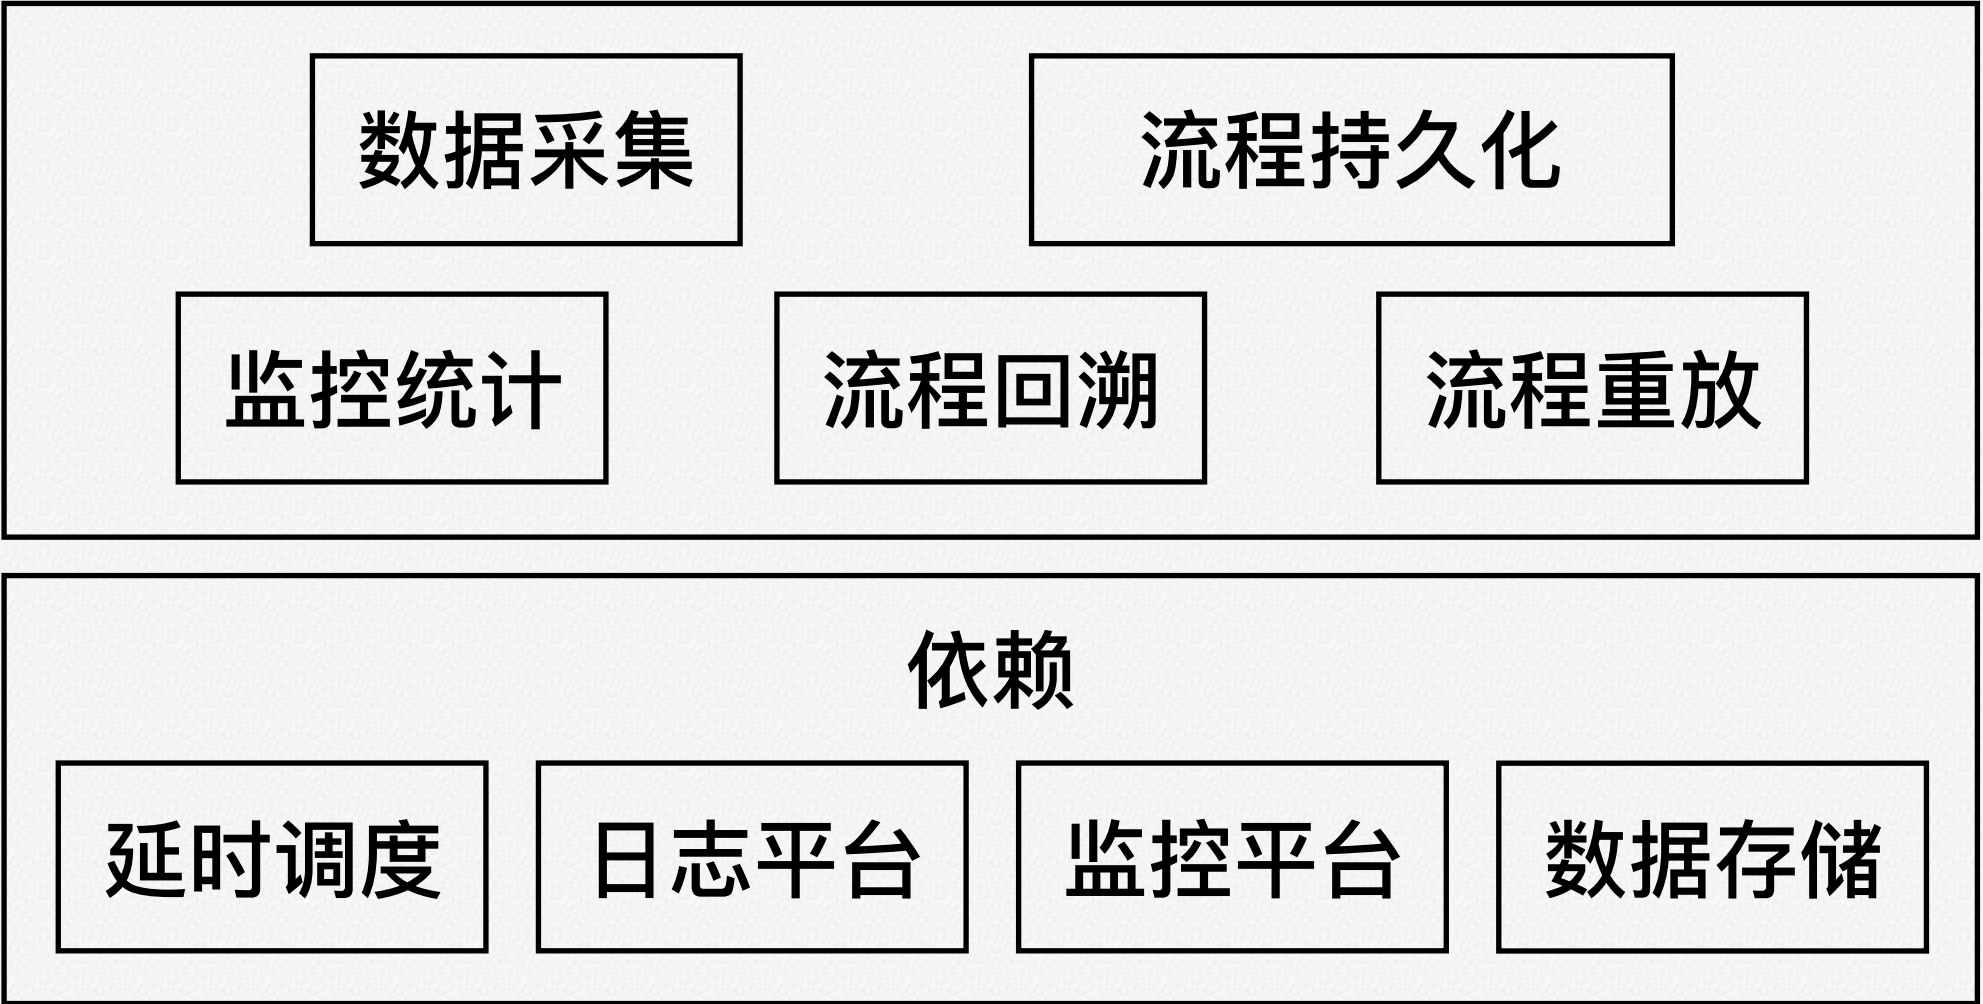 数据采集 流程持久化
监控统计 流程回溯 流程重放
依赖
延时调度 日志平台 监控平台 数据存储